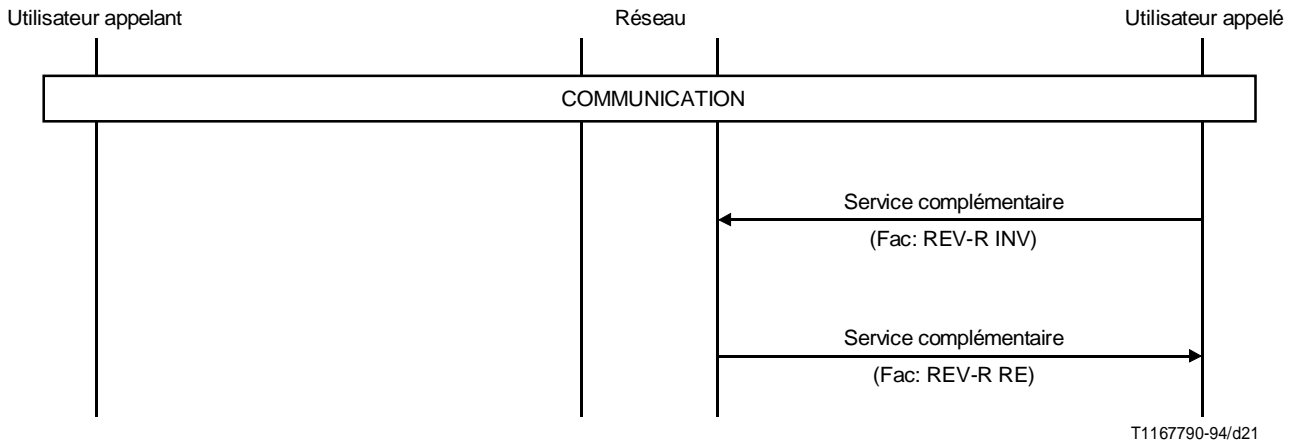 Utilisateur appelant
Réseau
Utilisateur appelé
COMMUNICATION
Service complémentaire
(Fac: REV-R INV)
Service complémentaire
(Fac: REV-R RE)
T1167790-94/d21